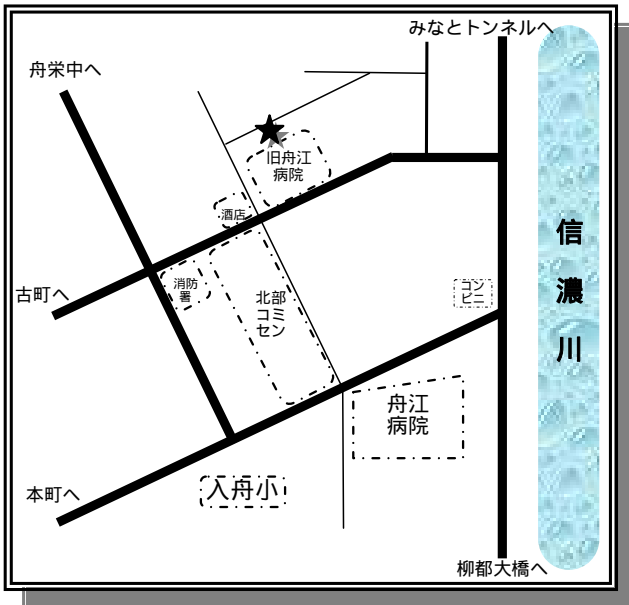 みなとトンネルへ
舟栄中へ
旧舟江
病院
酒店
古町へ
消防
署
北部
コミ
セン
コン
ビニ
信
濃
川
舟江
病院
本町へ
入舟小
柳都大橋へ